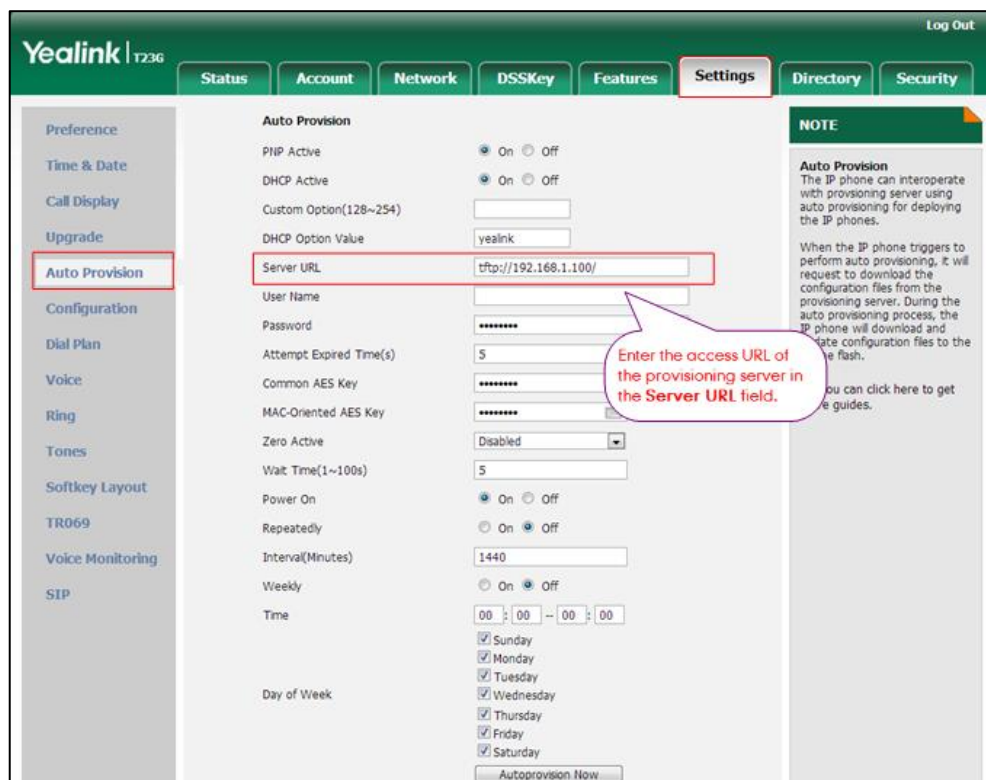 Log Out
Yealink | T23G
Status Account Network DSSKey Features Settings Directory Security
Preference
Time & Date
Call Display
Upgrade
Auto Provision
Configuration
Dial Plan
Voice
Ring
Tones
Softkey Layout
TR069
Voice Monitoring
SIP
Auto Provision
PNP Active On Off
DHCP Active On Off
Custom Option(128~254)
DHCP Option Value yealink
Server URL tftp://192.168.1.100/
User Name
Password ••••••••
Attempt Expired Time(s) 5
Common AES Key ••••••••
MAC-Oriented AES Key ••••••••
Zero Active Disabled
Wait Time(1~100s) 5
Power On On Off
Repeatedly On Off
Interval(Minutes) 1440
Weekly On Off
Time 00 : 00 -- 00 : 00
Sunday
Monday
Tuesday
Day of Week Wednesday
Thursday
Friday
Saturday
Autoprovision Now
Enter the access URL of
the provisioning server in
the Server URL field.
NOTE
Auto Provision
The IP phone can interoperate
with provsioning server using
auto provisioning for deploying
the IP phones.
When the IP phone triggers to
perform auto provisioning, it will
request to download the
configuration files from the
provisioning server. During the
auto provisioning process, the
IP phone will download and
configuration files to the
flash.
can click here to get
guides.